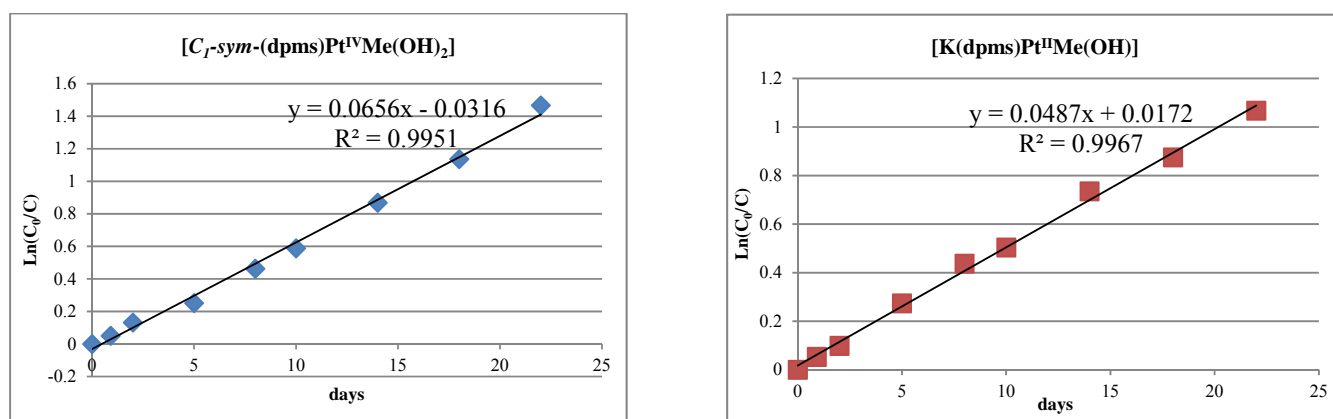 [C₁-sym-(dpms)PtᴵⱽMe(OH)₂]
y = 0.0656x - 0.0316
R² = 0.9951
Ln(C₀/C)
1.6
1.4
1.2
1
0.8
0.6
0.4
0.2
0
-0.2
0
5
10
15
20
25
days
[K(dpms)PtᴵᴵMe(OH)]
y = 0.0487x + 0.0172
R² = 0.9967
Ln(C₀/C)
1.2
1
0.8
0.6
0.4
0.2
0
0
5
10
15
20
25
days